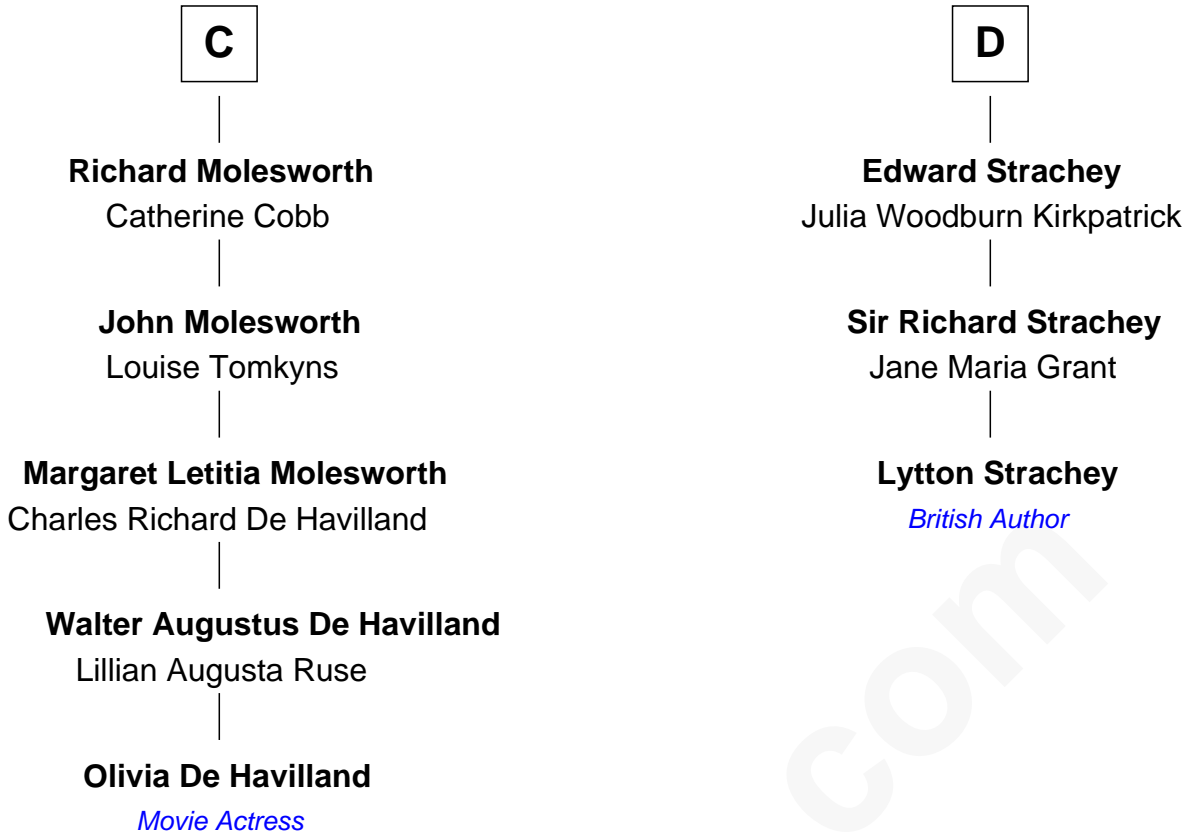 C
Richard Molesworth
Catherine Cobb
John Molesworth
Louise Tomkyns
Margaret Letitia Molesworth
Charles Richard De Havilland
Walter Augustus De Havilland
Lillian Augusta Ruse
Olivia De Havilland
Movie Actress
D
Edward Strachey
Julia Woodburn Kirkpatrick
Sir Richard Strachey
Jane Maria Grant
Lytton Strachey
British Author
com